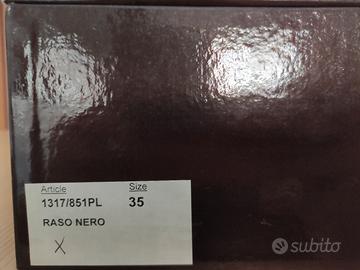 Article Size
1317/851PL 35
RASO NERO
X
subito